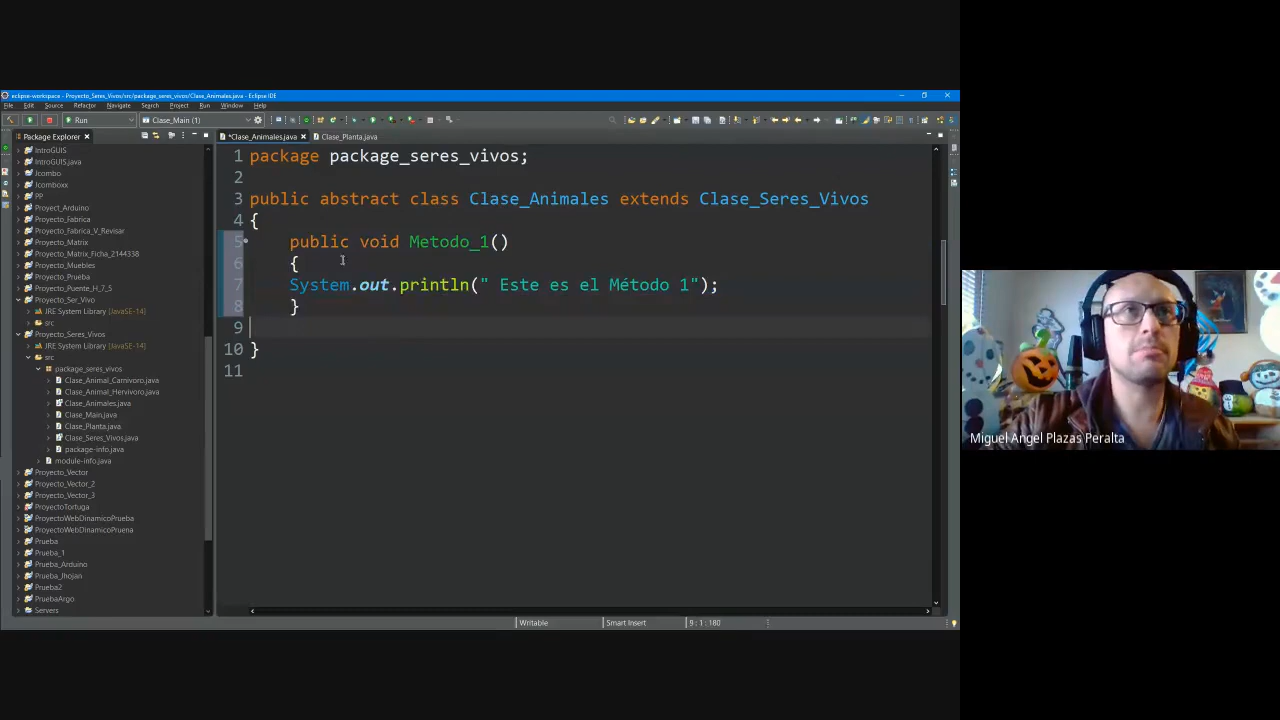 eclipse-workspace - Proyecto_Seres_Vivos/src/package_seres_vivos/Clase_Animales.java - Eclipse IDE
File Edit Source Refactor Navigate Search Project Run Window Help
Run Clase_Main (1)
Package Explorer
*Clase_Animales.java Clase_Planta.java
IntroGUIS
IntroGUIS.java
Jcombo
Jcomboxx
PP
Proyect_Arduino
Proyecto_Fabrica
Proyecto_Fabrica_V_Revisar
Proyecto_Matrix
Proyecto_Matrix_Ficha_2144338
Proyecto_Muebles
Proyecto_Prueba
Proyecto_Puente_H_7_5
Proyecto_Ser_Vivo
JRE System Library [JavaSE-14]
src
Proyecto_Seres_Vivos
JRE System Library [JavaSE-14]
src
package_seres_vivos
Clase_Animal_Carnivoro.java
Clase_Animal_Hervivoro.java
Clase_Animales.java
Clase_Main.java
Clase_Planta.java
Clase_Seres_Vivos.java
package-info.java
module-info.java
Proyecto_Vector
Proyecto_Vector_2
Proyecto_Vector_3
ProyectoTortuga
ProyectoWebDinamicoPrueba
ProyectoWebDinamicoPruena
Prueba
Prueba_1
Prueba_Arduino
Prueba_Jhojan
Prueba2
PruebaArgo
Servers
1 package package_seres_vivos;
2
3 public abstract class Clase_Animales extends Clase_Seres_Vivos
4 {
5 public void Metodo_1()
6 {
7 System.out.println(" Este es el Método 1");
8 }
9
10 }
11
Writable Smart Insert 9 : 1 : 180
Miguel Angel Plazas Peralta